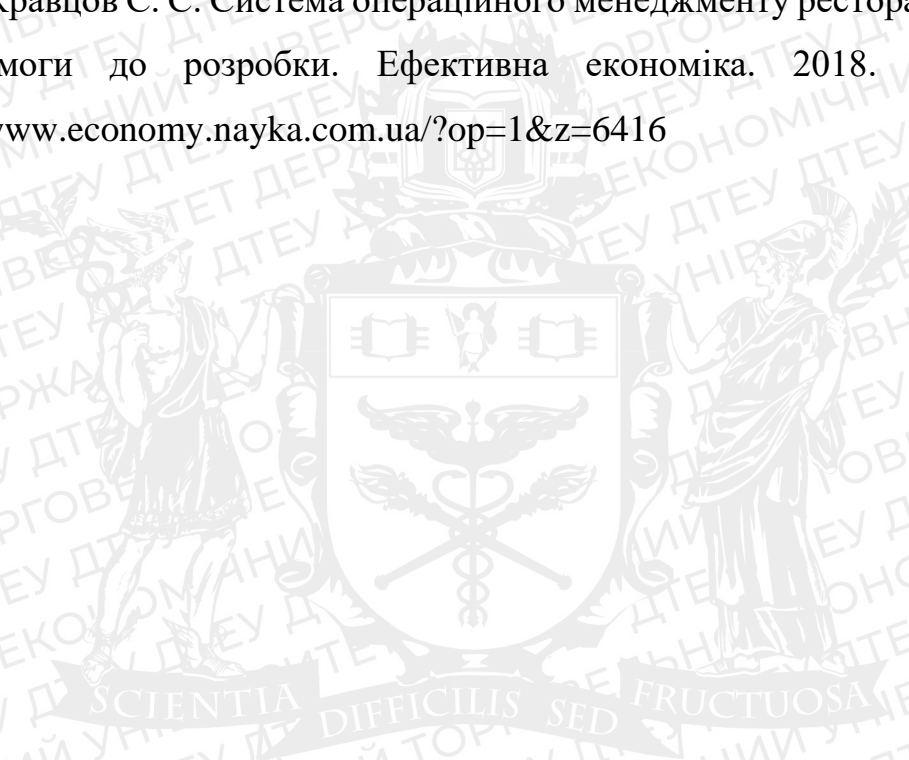 Кравцов С. С. Система операційного менеджменту
моги до розробки. Ефективна економіка. 2018.
www.economy.nayka.com.ua/?op=1&z=6416
SCIENTIA DIFFICILIS SED FRUCTUOSA